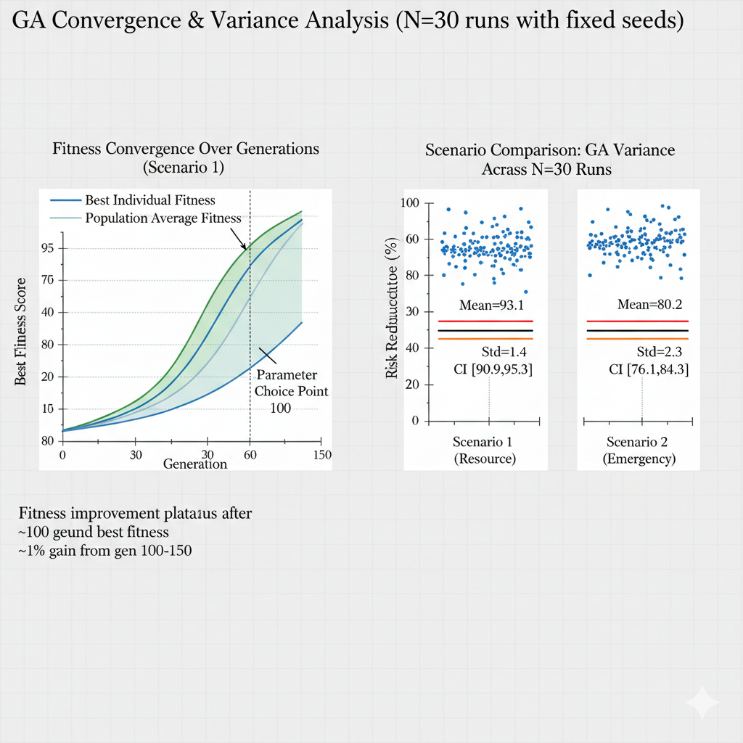 GA Convergence & Variance Analysis (N=30 runs with fixed seeds)
Fitness Convergence Over Generations
(Scenario 1)
Best Individual Fitness
Population Average Fitness
Best Fitness Score
95
76
40
80
20
15
80
0
30
30
60
150
Generation
Parameter
Choice Point
100
Scenario Comparison: GA Variance
Acrass N=30 Runs
Risk Reduucdctioe (%)
100
60
80
30
40
20
0
Mean=93.1
Std=1.4
CI [90.9,95.3]
Scenario 1
(Resource)
Mean=80.2
Std=2.3
CI [76.1,84.3]
Scenario 2
(Emergency)
Fitness improvement after
~100 geund best fitness
~1% gain from gen 100-150